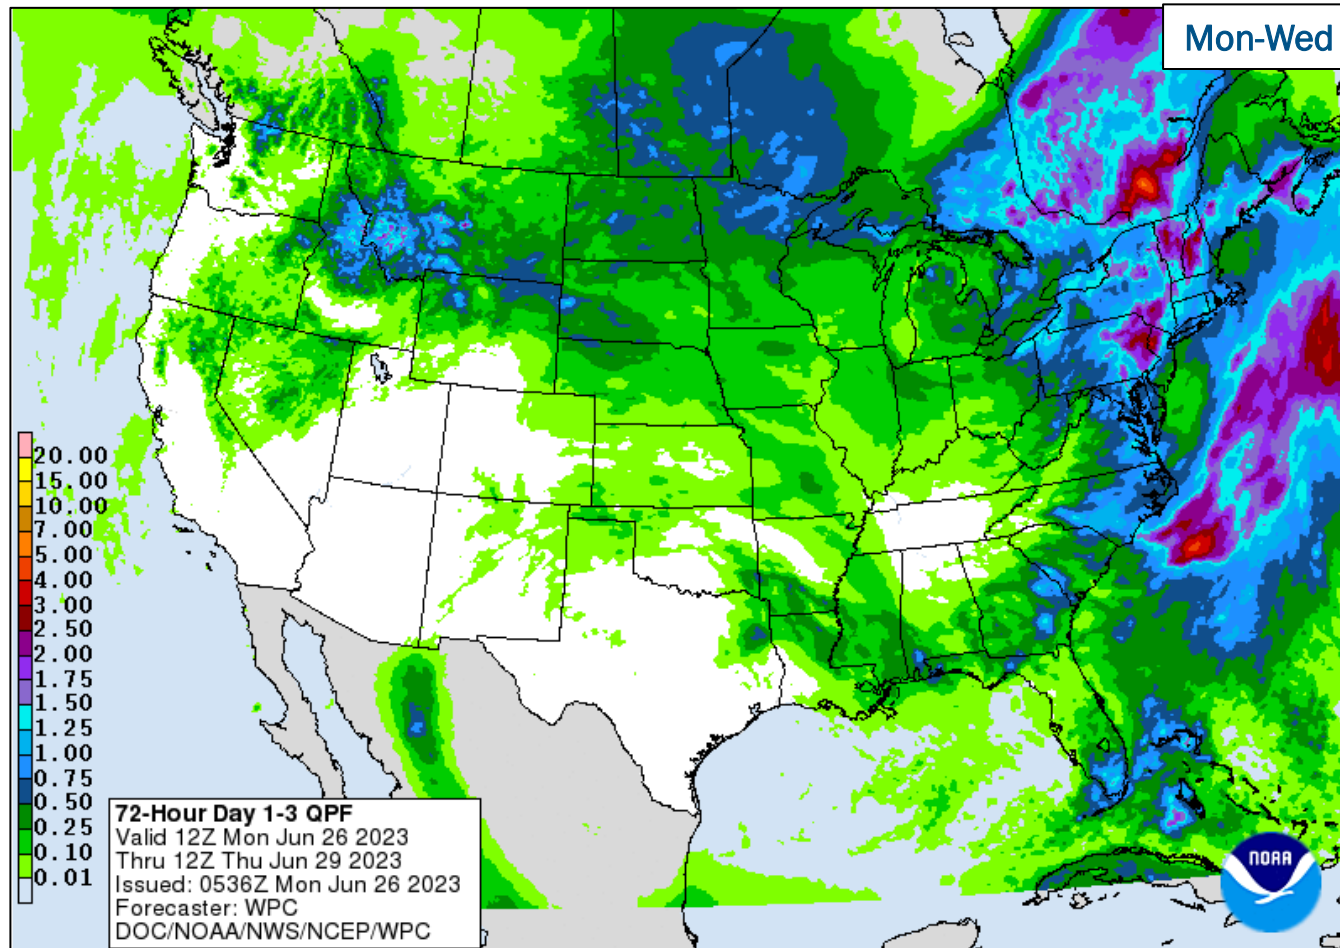 Mon-Wed
20.00
15.00
10.00
7.00
5.00
4.00
3.00
2.50
2.00
1.75
1.50
1.25
1.00
0.75
0.50
0.25
0.10
0.01
72-Hour Day 1-3 QPF
Valid 12Z Mon Jun 26 2023
Thru 12Z Thu Jun 29 2023
Issued: 0536Z Mon Jun 26 2023
Forecaster: WPC
DOC/NOAA/NWS/NCEP/WPC
NOAA